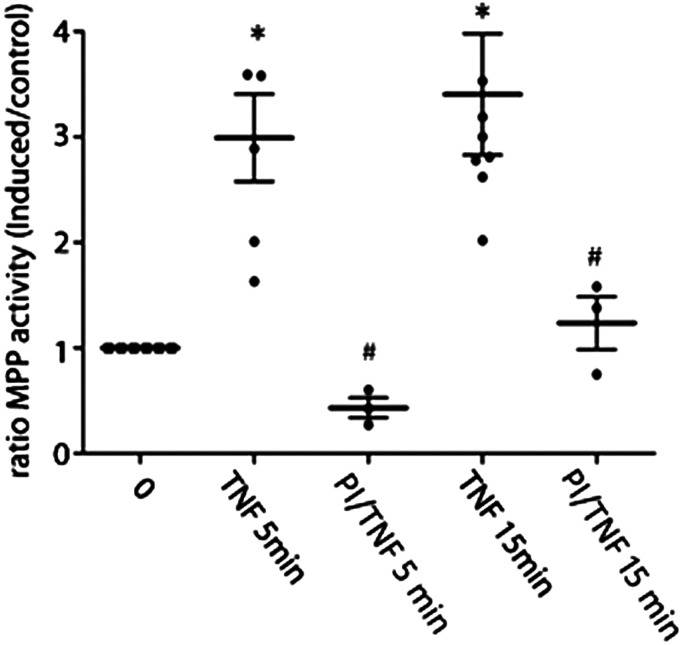 ratio MPP activity (Induced/control)
4
3
2
1
0
*
#
*
#
0
TNF 5min
PI/TNF 5 min
TNF 15min
PI/TNF 15 min